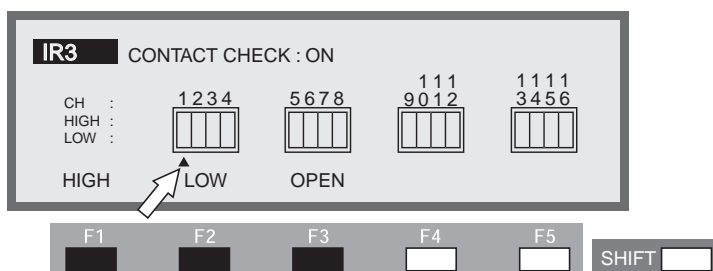 IR3 CONTACT CHECK : ON
111 1111
CH : 1234 5678 9012 3456
HIGH :
LOW :
HIGH LOW OPEN
F1 F2 F3 F4 F5
SHIFT